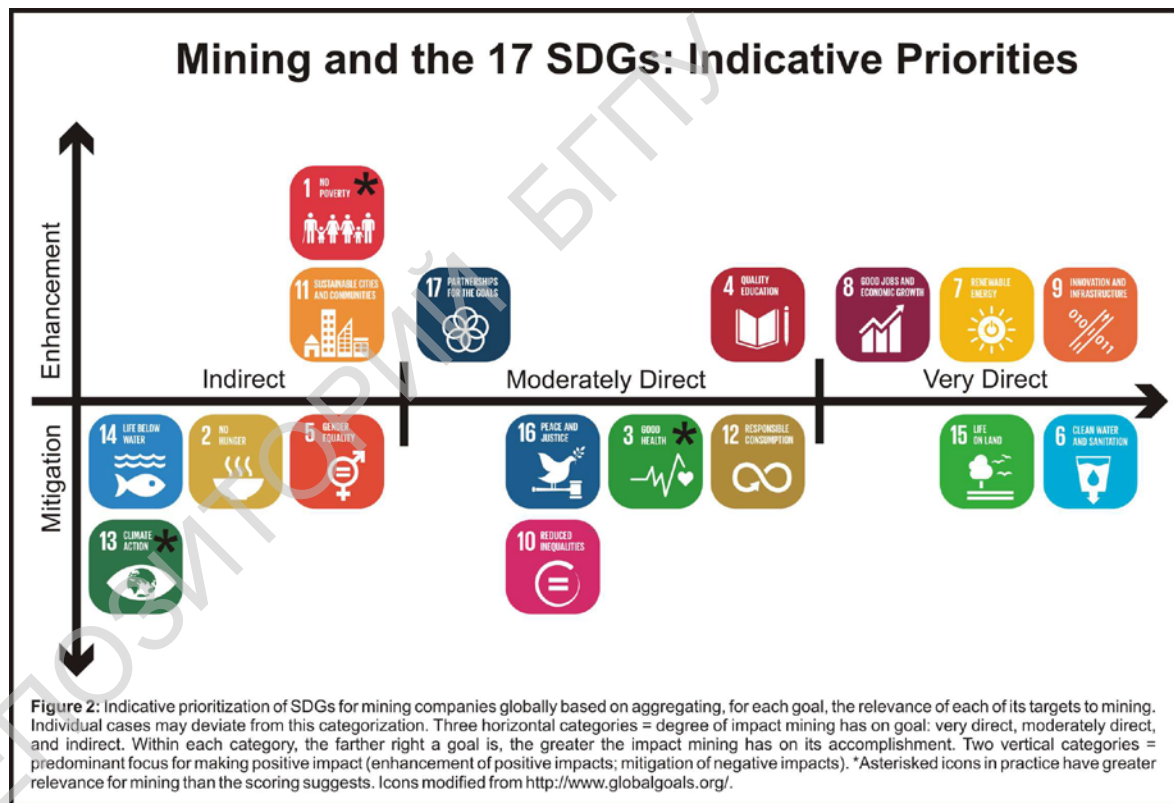 Mining and the 17 SDGs: Indicative Priorities
РЕПОЗИТОРИЙ БГПУ
Enhancement
Mitigation
1 NO
POVERTY *
11 SUSTAINABLE CITIES
AND COMMUNITIES
17 PARTNERSHIPS
FOR THE GOALS
4 QUALITY
EDUCATION
8 GOOD JOBS AND
ECONOMIC GROWTH
7 RENEWABLE
ENERGY
9 INNOVATION AND
INFRASTRUCTURE
010
011
Indirect
Moderately Direct
Very Direct
14 LIFE BELOW
WATER
2 NO
HUNGER
5 GENDER
EQUALITY
16 PEACE AND
JUSTICE
3 GOOD
HEALTH *
12 RESPONSIBLE
CONSUMPTION
15 LIFE
ON LAND
6 CLEAN WATER
AND SANITATION
13 CLIMATE
ACTION *
10 REDUCED
INEQUALITIES
Figure 2: Indicative prioritization of SDGs for mining companies globally based on aggregating, for each goal, the relevance of each of its targets to mining.
Individual cases may deviate from this categorization. Three horizontal categories = degree of impact mining has on goal: very direct, moderately direct,
and indirect. Within each category, the farther right a goal is, the greater the impact mining has on its accomplishment. Two vertical categories =
predominant focus for making positive impact (enhancement of positive impacts; mitigation of negative impacts). *Asterisked icons in practice have greater
relevance for mining than the scoring suggests. Icons modified from http://www.globalgoals.org/.